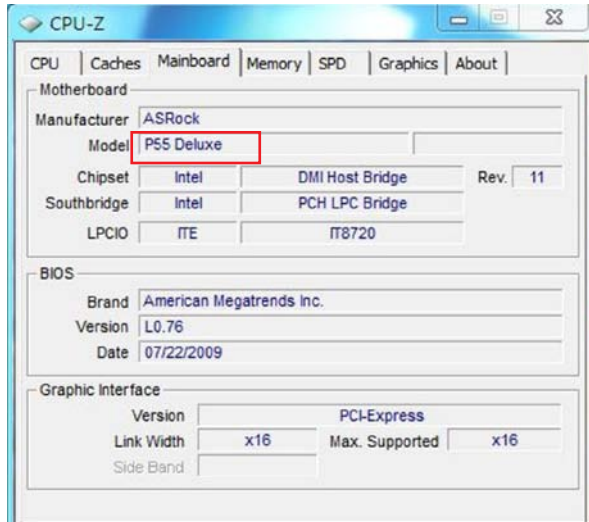 CPU-Z
CPU Caches Mainboard Memory SPD Graphics About
Motherboard
Manufacturer ASRock
Model P55 Deluxe
Chipset Intel DMI Host Bridge Rev. 11
Southbridge Intel PCH LPC Bridge
LPCIO ITE IT8720
BIOS
Brand American Megatrends Inc.
Version L0.76
Date 07/22/2009
Graphic Interface
Version PCI-Express
Link Width x16 Max. Supported x16
Side Band